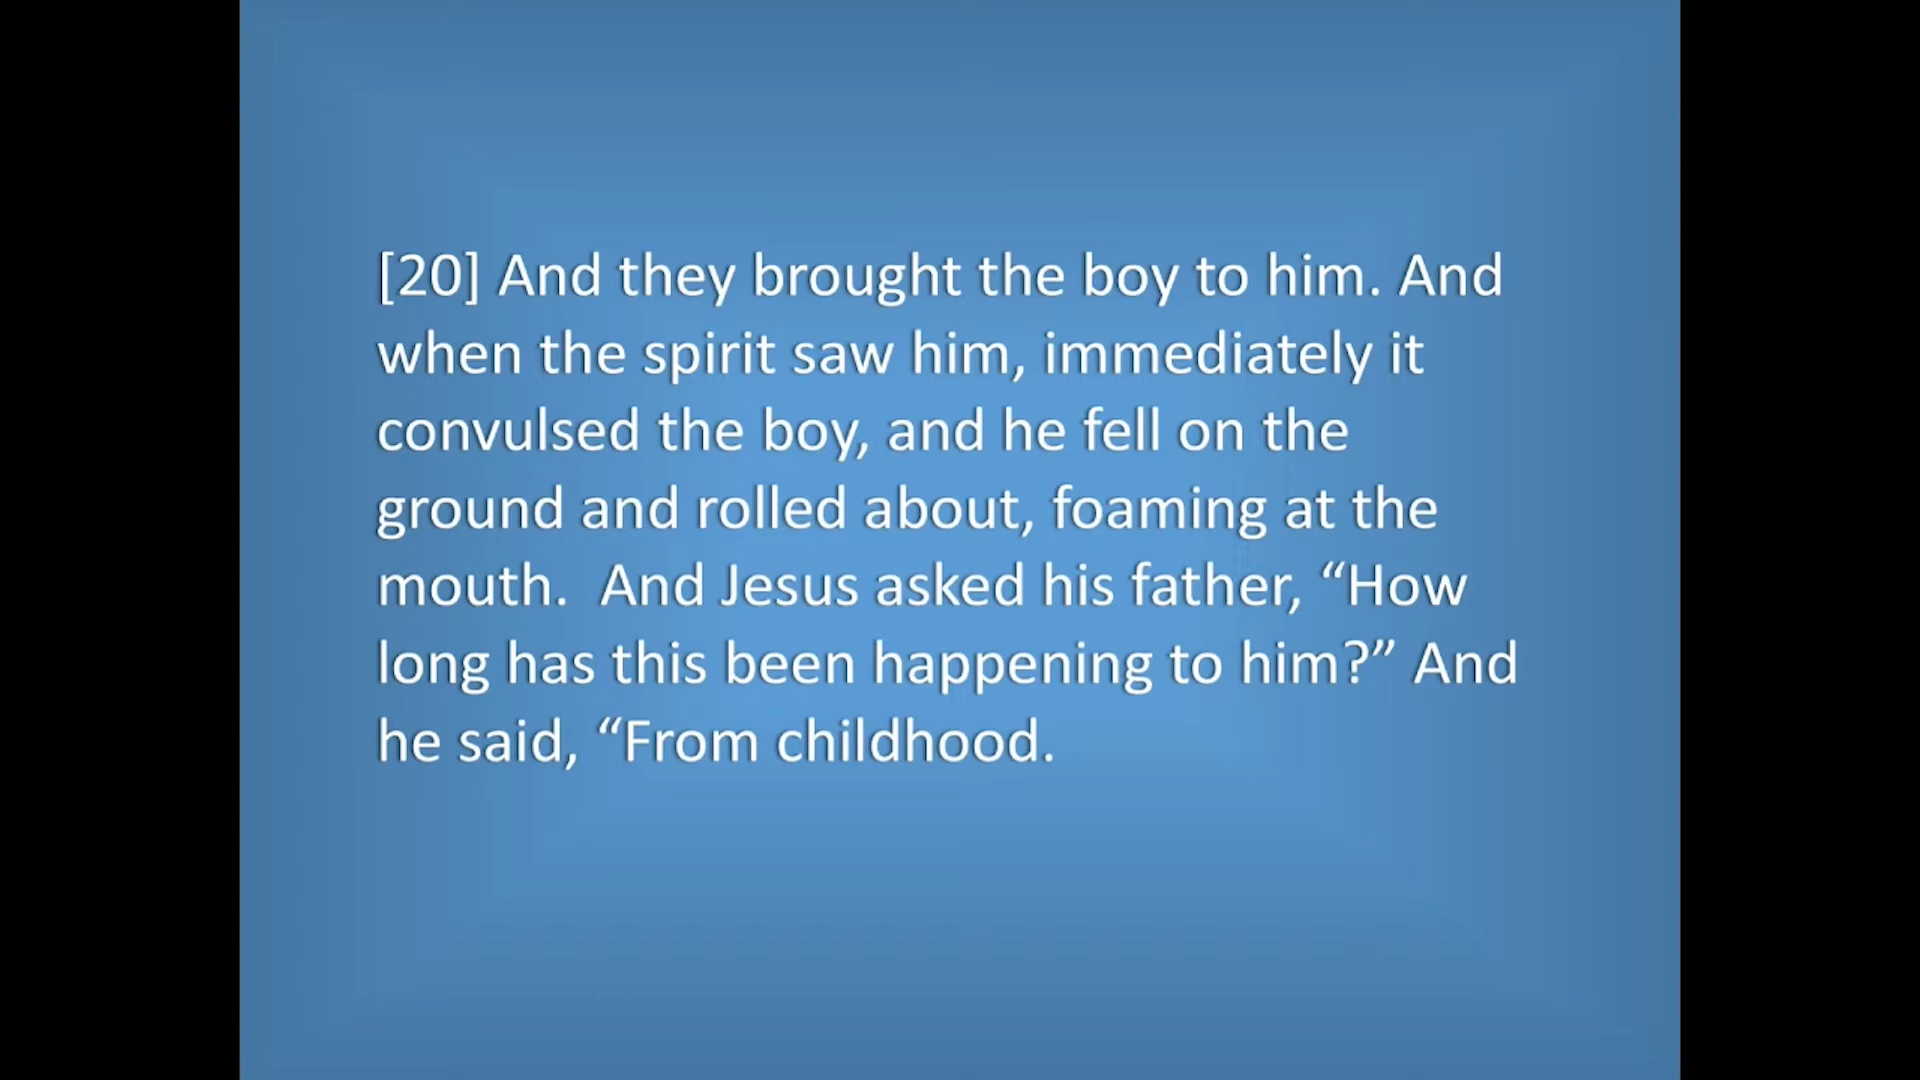 [20] And they brought the boy to him. And
when the spirit saw him, immediately it
convulsed the boy, and he fell on the
ground and rolled about, foaming at the
mouth.  And Jesus asked his father, “How
long has this been happening to him?” And
he said, “From childhood.